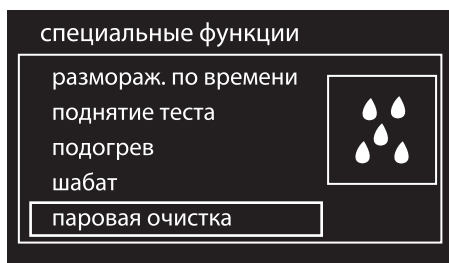 специальные функции
размораж. по времени
поднятие теста
подогрев
шабат
паровая очистка